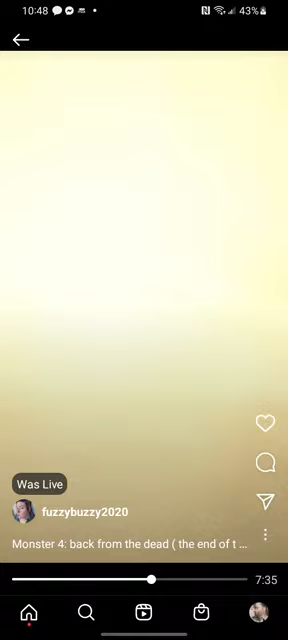 10:48
43%
Was Live
fuzzybuzzy2020
Monster 4: back from the dead ( the end of t ...
7:35